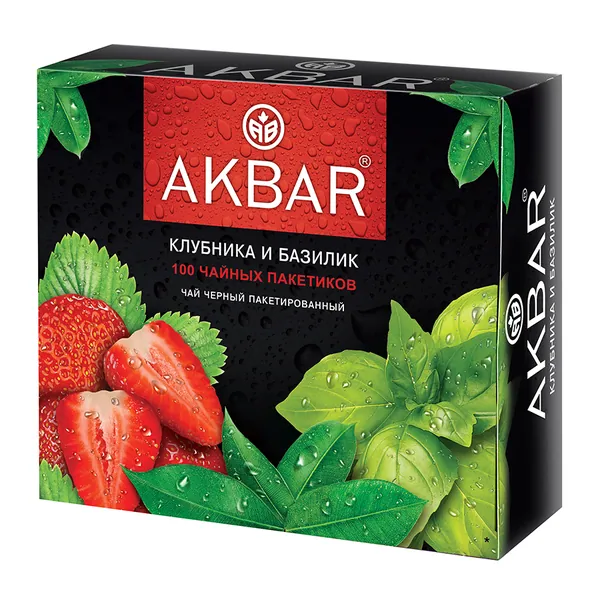 AKBAR
AKBAR®
КЛУБНИКА И БАЗИЛИК
100 ЧАЙНЫХ ПАКЕТИКОВ
ЧАЙ ЧЕРНЫЙ ПАКЕТИРОВАННЫЙ
*
AKBAR®
КЛУБНИКА И БАЗИЛИК